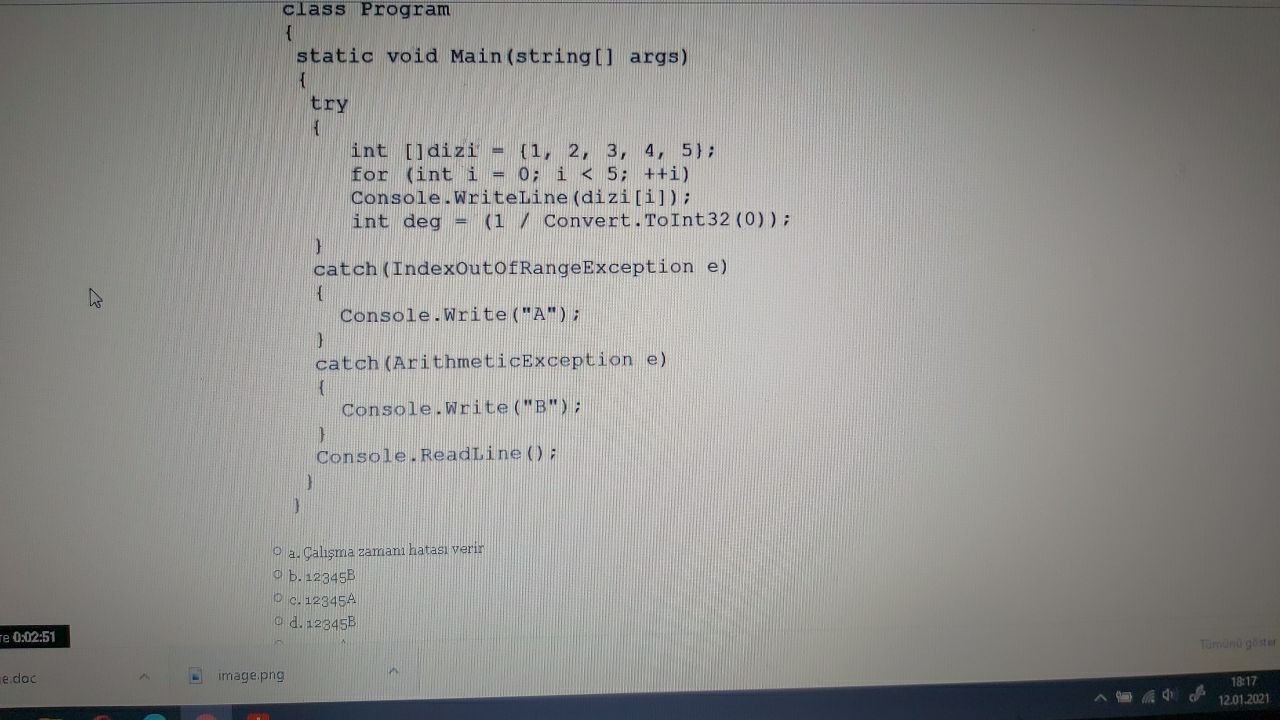 class Program
{
static void Main(string[] args)
{
try
{
int []dizi = {1, 2, 3, 4, 5};
for (int i = 0; i < 5; ++i)
Console.WriteLine(dizi[i]);
int deg = (1 / Convert.ToInt32(0));
}
catch(IndexOutOfRangeException e)
{
Console.Write("A");
}
catch(ArithmeticException e)
{
Console.Write("B");
}
Console.ReadLine();
}
}
a. Çalışma zamanı hatası verir
b. 12345B
c. 12345A
d. 12345B
re 0:02:51
Tümünü göster
e.doc
image.png
18:17
12.01.2021